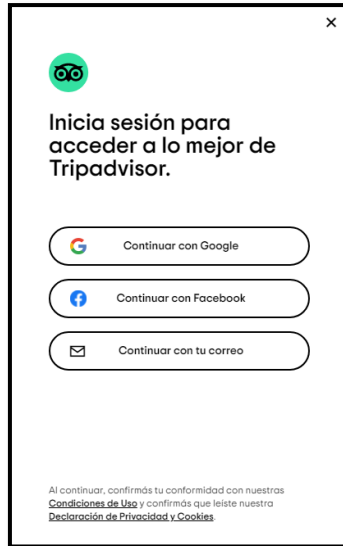 Inicia sesión para
acceder a lo mejor de
Tripadvisor.
Continuar con Google
Continuar con Facebook
Continuar con tu correo
Al continuar, confirmás tu conformidad con nuestras
Condiciones de Uso y confirmás que leíste nuestra
Declaración de Privacidad y Cookies.